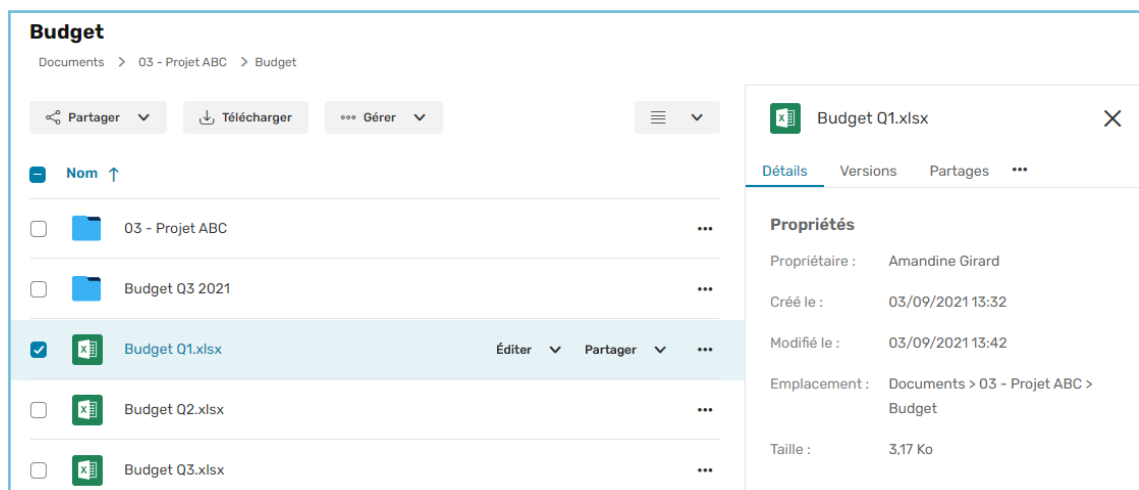 Budget
Documents > 03 - Projet ABC > Budget
Partager
Télécharger
Gérer
Nom ↑
03 - Projet ABC
Budget Q3 2021
Budget Q1.xlsx Éditer Partager
Budget Q2.xlsx
Budget Q3.xlsx
Budget Q1.xlsx
Détails Versions Partages
Propriétés
Propriétaire : Amandine Girard
Créé le : 03/09/2021 13:32
Modifié le : 03/09/2021 13:42
Emplacement : Documents > 03 - Projet ABC >
Budget
Taille : 3,17 Ko